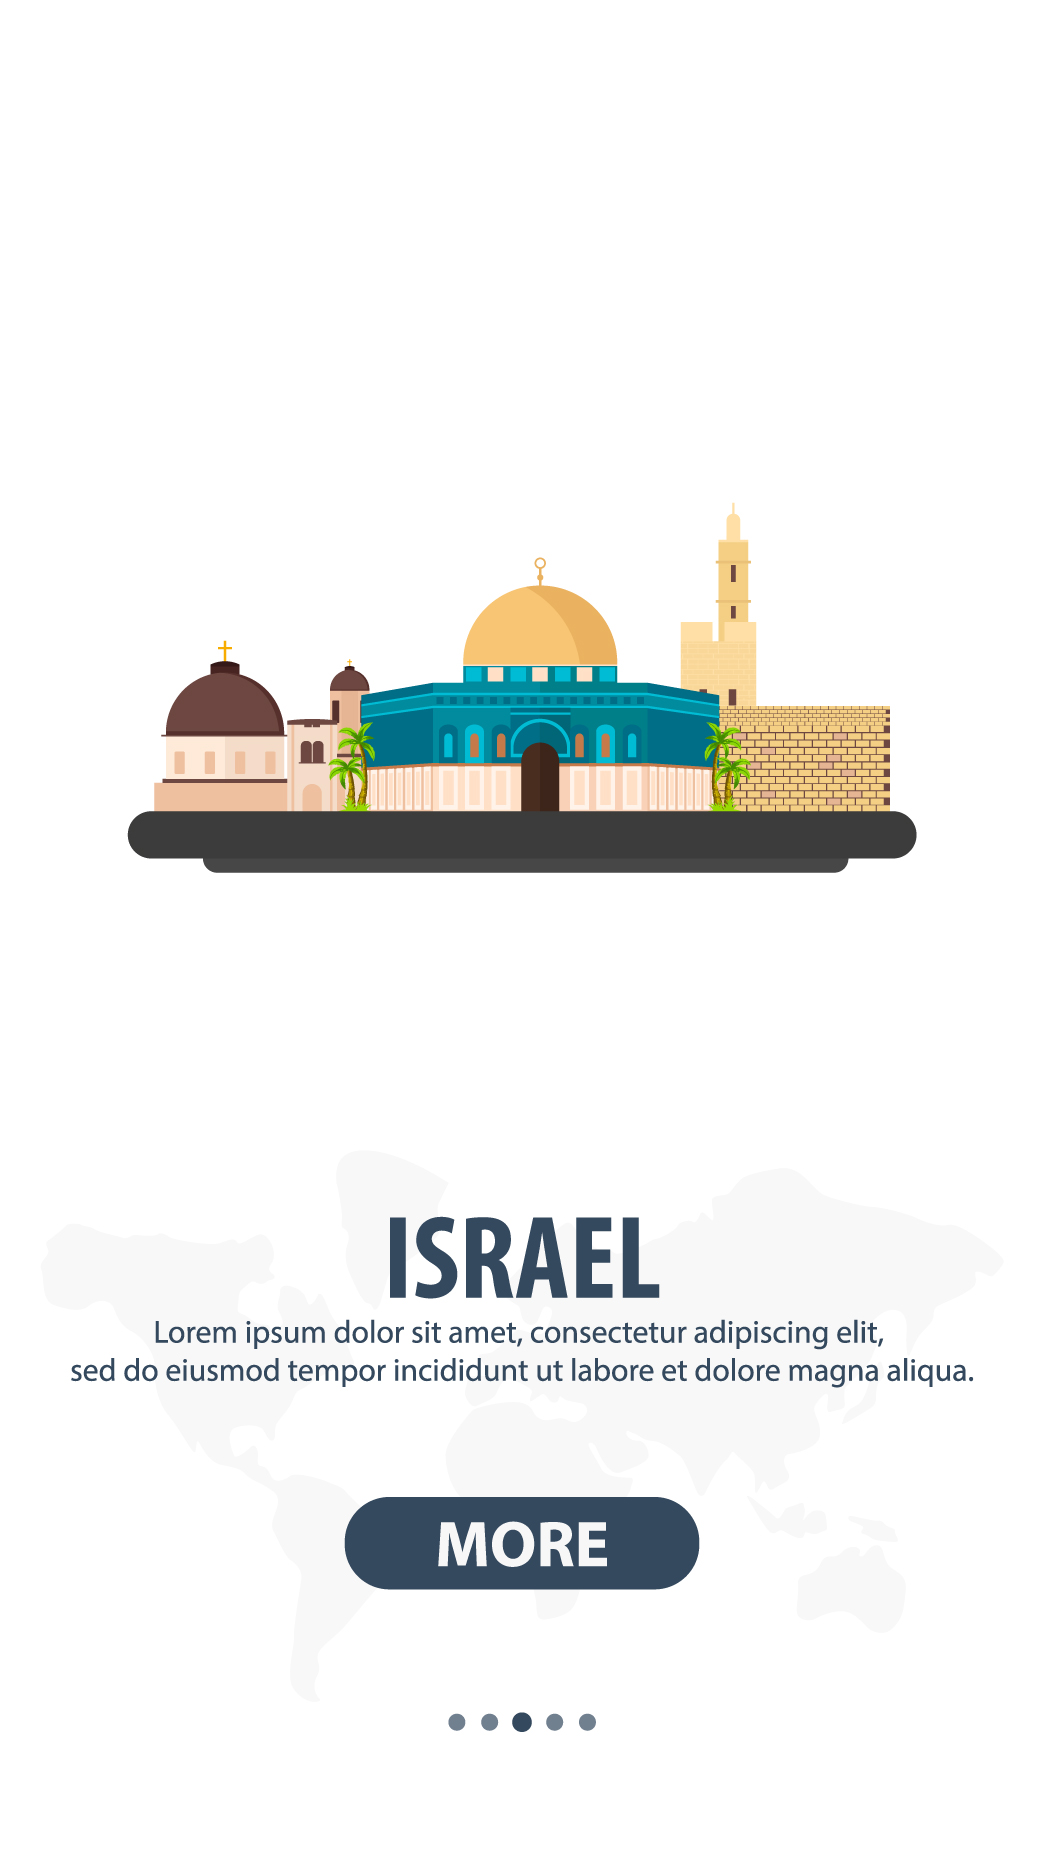 ISRAEL
Lorem ipsum dolor sit amet, consectetur adipiscing elit,
sed do eiusmod tempor incididunt ut labore et dolore magna aliqua.
MORE